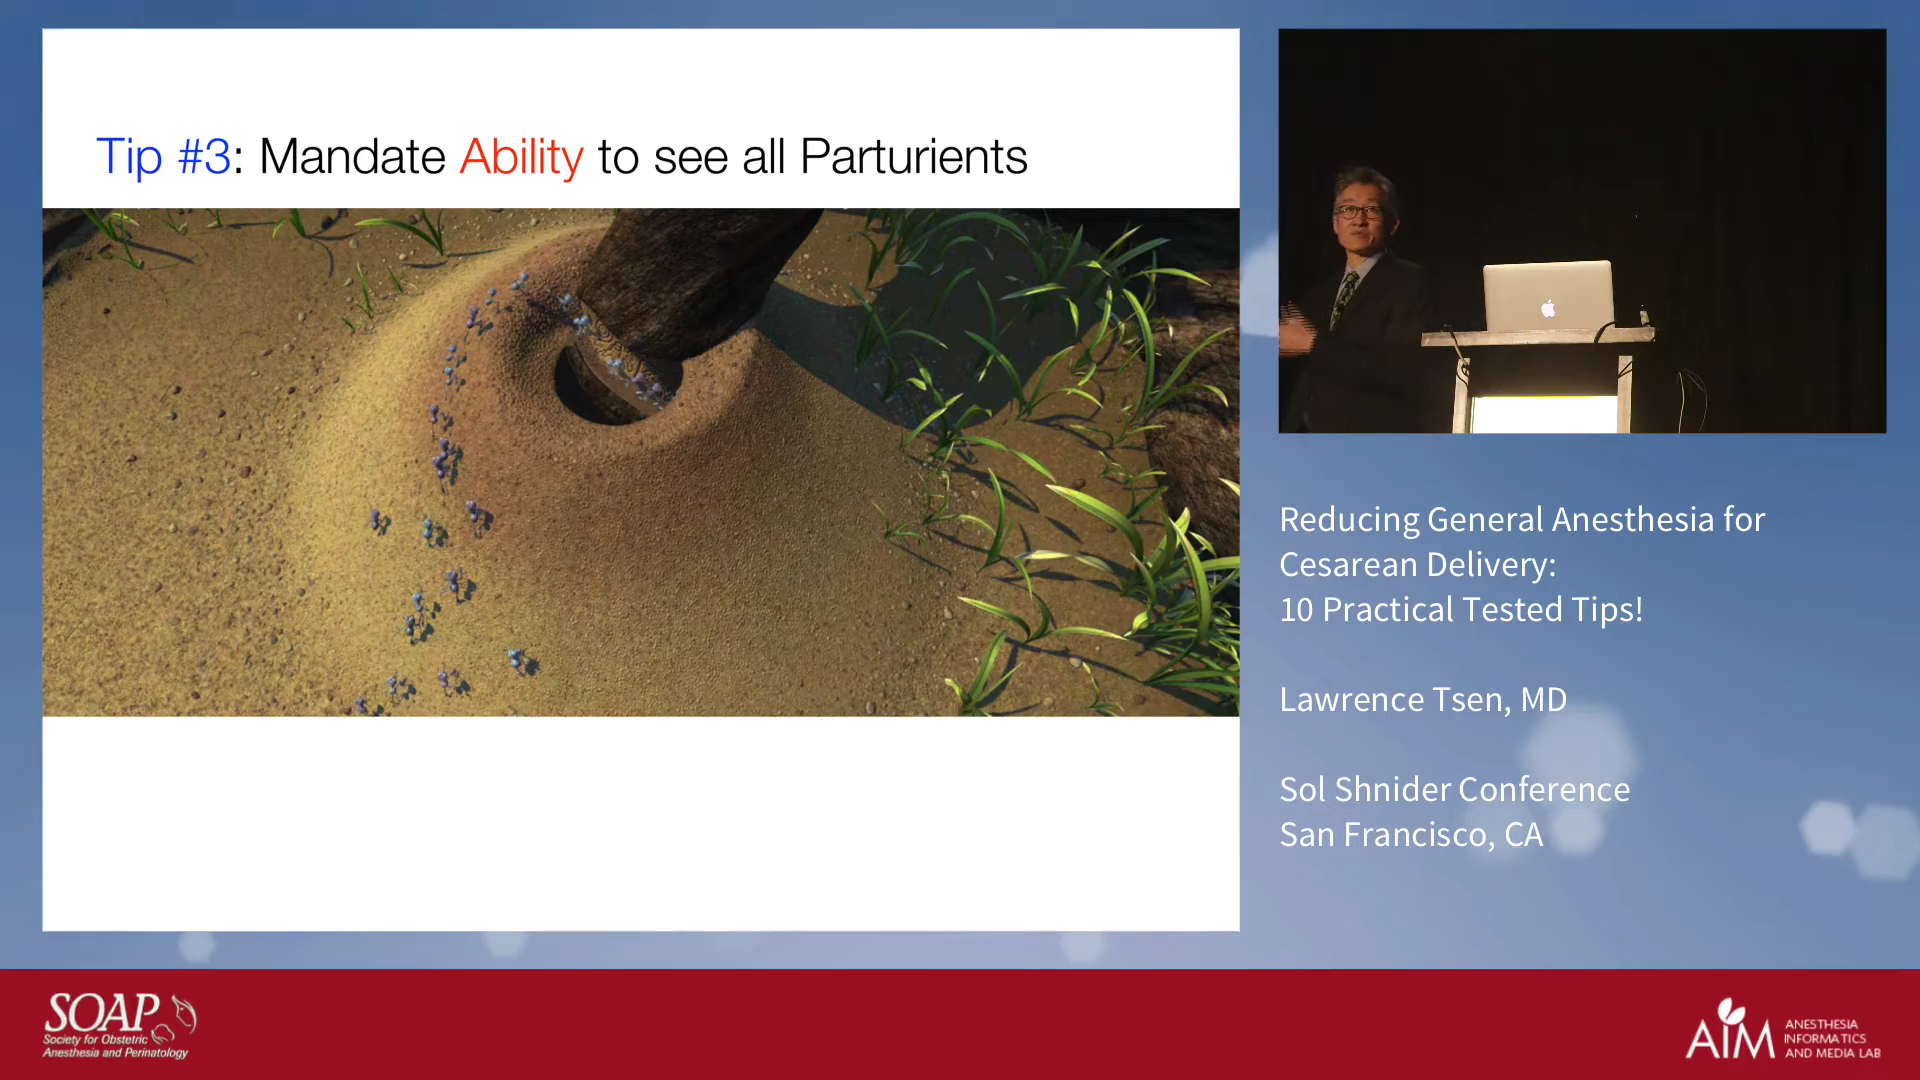 Tip #3: Mandate Ability to see all Parturients
Reducing General Anesthesia for
Cesarean Delivery:
10 Practical Tested Tips!
Lawrence Tsen, MD
Sol Shnider Conference
San Francisco, CA
SOAP
Society for Obstetric
Anesthesia and Perinatology
AIM
ANESTHESIA
INFORMATICS
AND MEDIA LAB